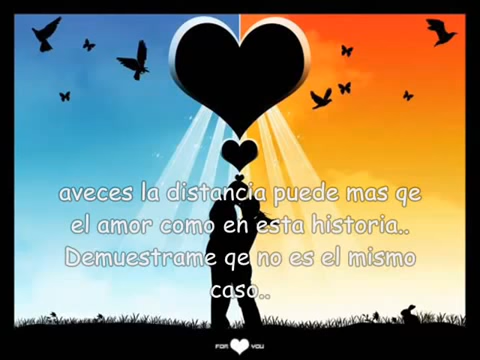 aveces la distancia puede mas qe
el amor como en esta historia..
Demuestrame qe no es el mismo
caso..
FOR YOU